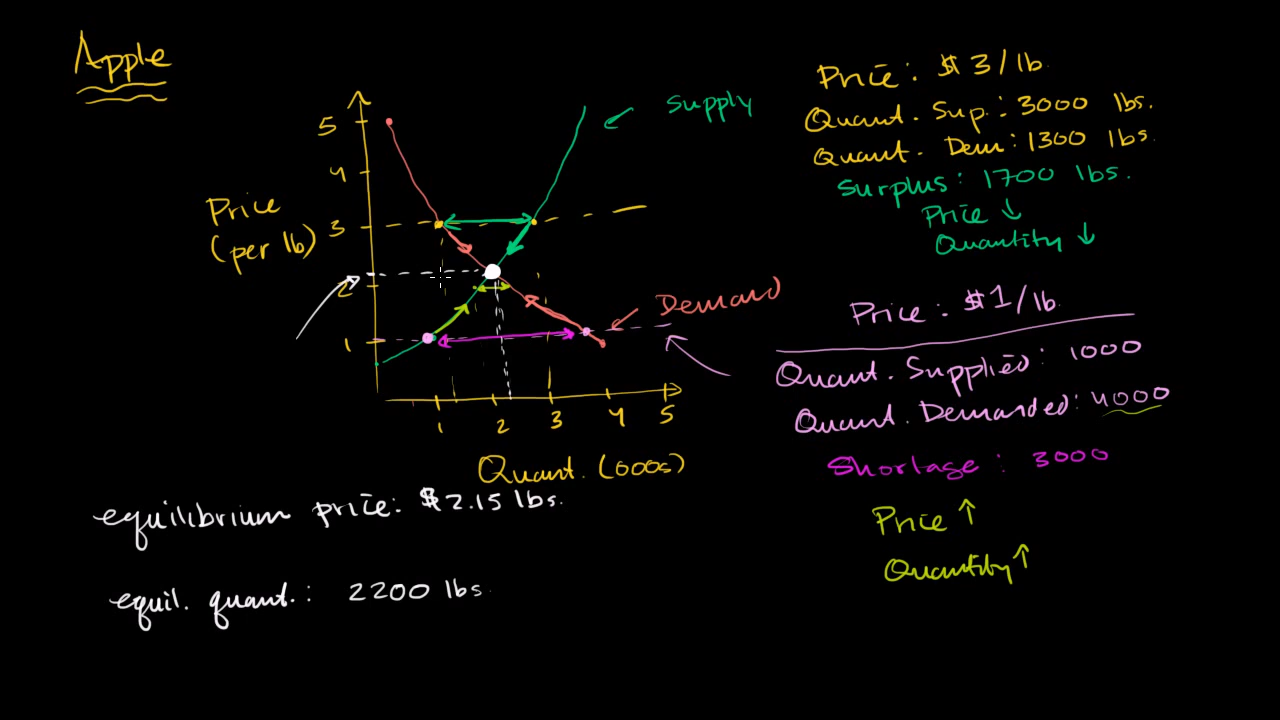 Apple
Price
(per lb)
5
4
3
2
1
1 2 3 4 5
Quant. (000s)
Supply
Demand
Price: $3/lb.
Quant. Sup.: 3000 lbs.
Quant. Dem: 1300 lbs.
Surplus: 1700 lbs.
Price ↓
Quantity ↓
Price: $1/lb.
Quant. Supplied: 1000
Quant. Demanded: 4000
Shortage: 3000
Price ↑
Quantity ↑
equilibrium price: $2.15 lbs.
equil. quant.: 2200 lbs.